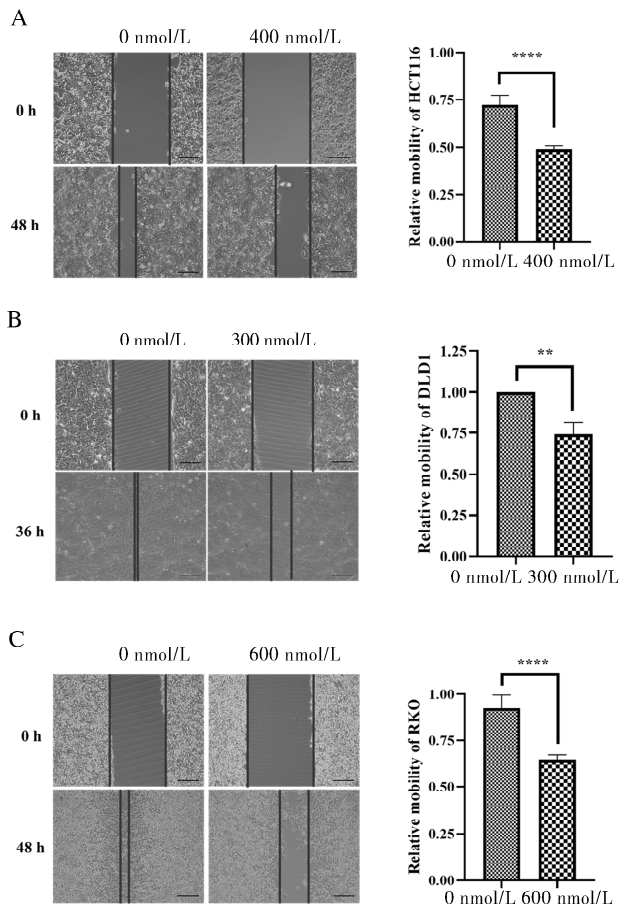 A
0 nmol/L 400 nmol/L
0 h
48 h
Relative mobility of HCT116
1.00
0.75
0.50
0.25
0.00
****
0 nmol/L 400 nmol/L
B
0 nmol/L 300 nmol/L
0 h
36 h
Relative mobility of DLD1
1.25
1.00
0.75
0.50
0.25
0.00
**
0 nmol/L 300 nmol/L
C
0 nmol/L 600 nmol/L
0 h
48 h
Relative mobility of RKO
1.00
0.75
0.50
0.25
0.00
****
0 nmol/L 600 nmol/L